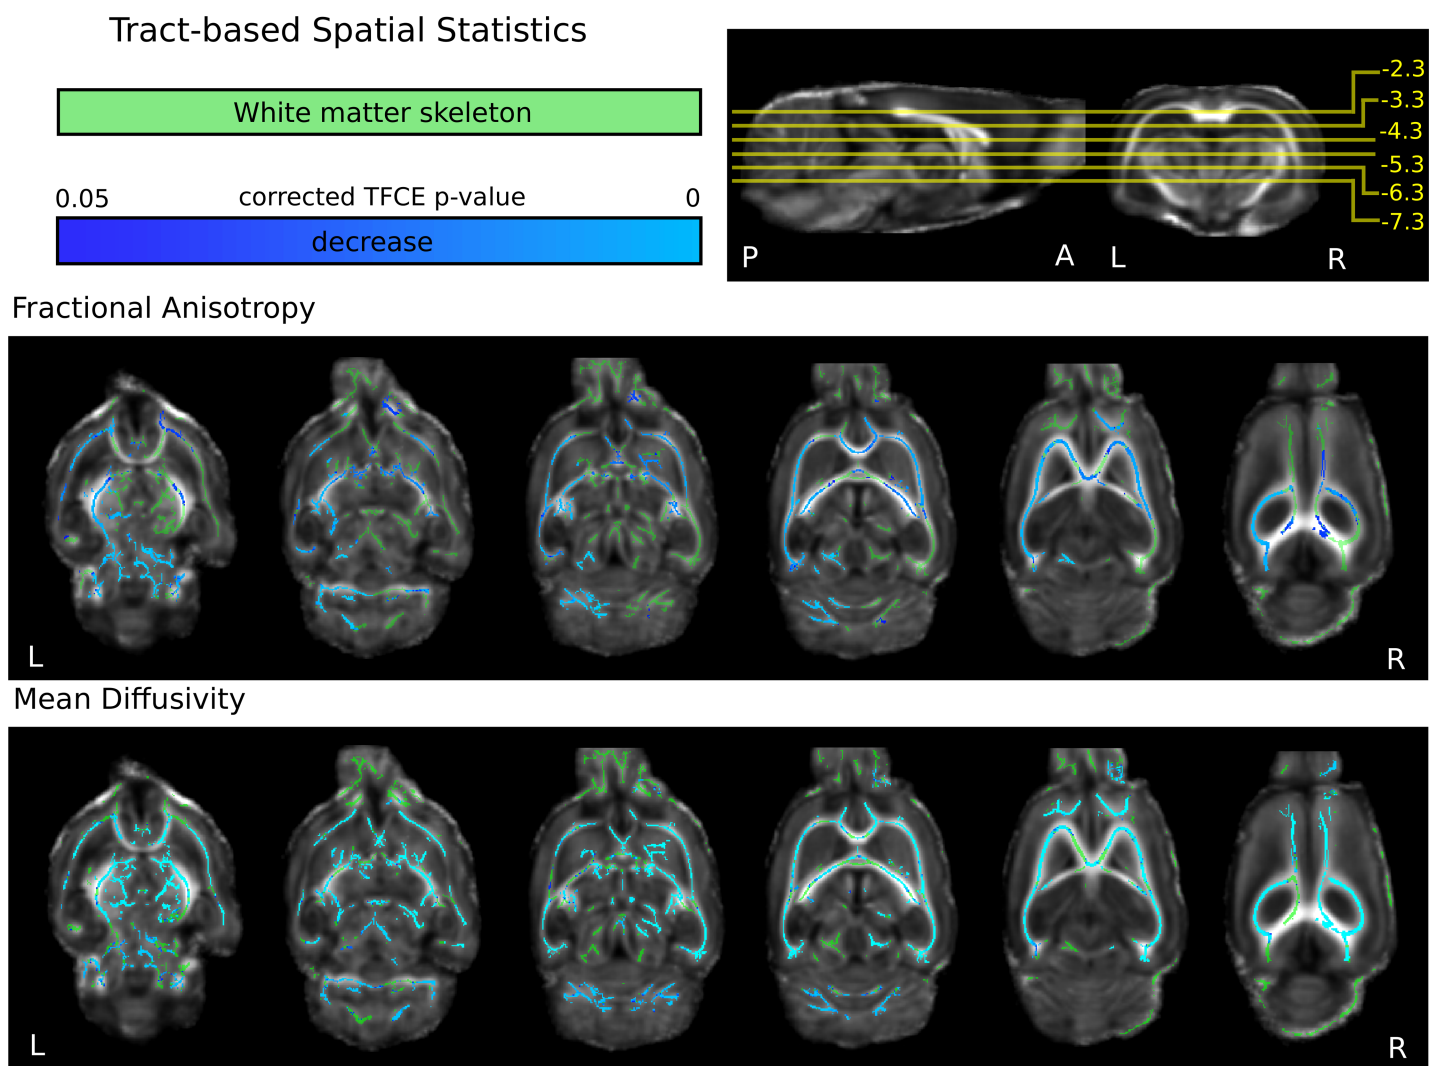 Tract-based Spatial Statistics
White matter skeleton
0.05 corrected TFCE p-value 0
decrease
-2.3
-3.3
-4.3
-5.3
-6.3
-7.3
P A L R
Fractional Anisotropy
L R
Mean Diffusivity
L R